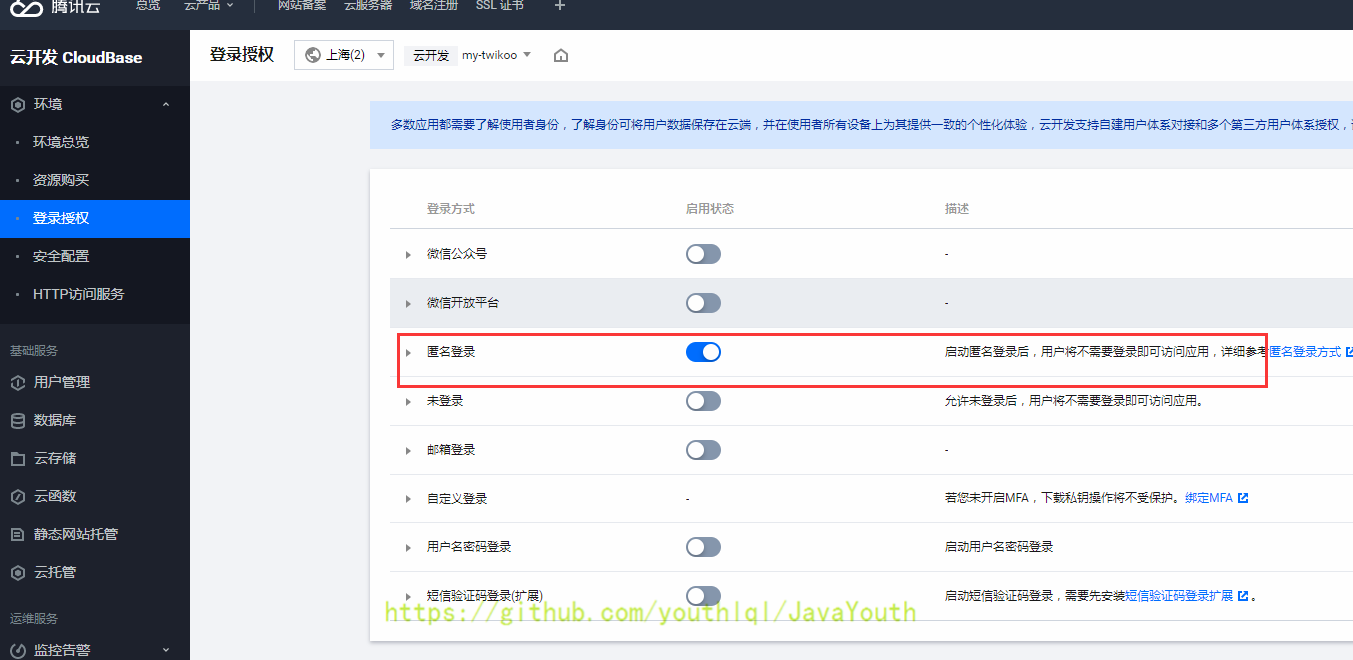 腾讯云 总览 云产品 网站备案 云服务器 域名注册 SSL 证书 +
云开发 CloudBase
登录授权 上海(2) 云开发 my-twikoo
环境
环境总览
资源购买
登录授权
安全配置
HTTP访问服务
基础服务
用户管理
数据库
云存储
云函数
静态网站托管
云托管
运维服务
监控告警
多数应用都需要了解使用者身份，了解身份可将用户数据保存在云端，并在使用者所有设备上为其提供一致的个性化体验，云开发支持自建用户体系对接和多个第三方用户体系授权，
登录方式 启用状态 描述
微信公众号 -
微信开放平台 -
匿名登录 启动匿名登录后，用户将不需要登录即可访问应用，详细参考匿名登录方式
未登录 允许未登录后，用户将不需要登录即可访问应用。
邮箱登录 -
自定义登录 - 若您未开启MFA，下载私钥操作将不受保护。绑定MFA
用户名密码登录 启动用户名密码登录
短信验证码登录(扩展) 启动短信验证码登录，需要先安装短信验证码登录扩展 。
https://github.com/youthlql/JavaYouth